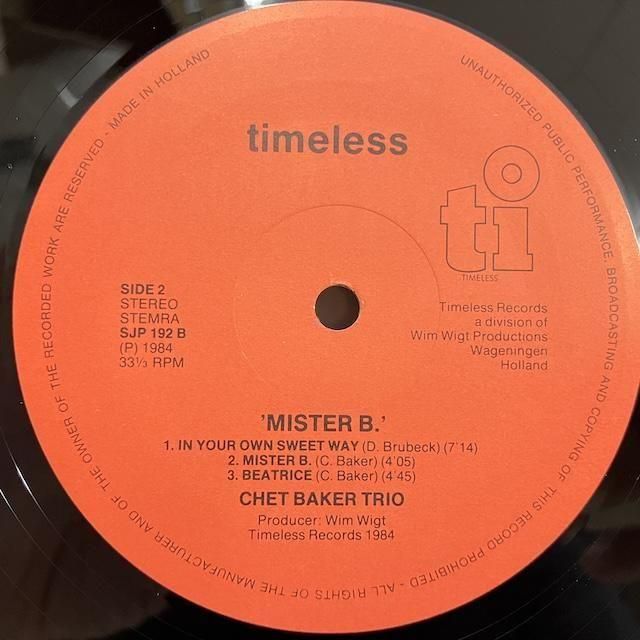 ALL RIGHTS OF THE MANUFACTURER AND OF THE OWNER OF THE RECORDED WORK ARE RESERVED - MADE IN HOLLAND
UNAUTHORIZED PUBLIC PERFORMANCE, BROADCASTING AND COPYING OF THIS RECORD PROHIBITED -
timeless
ti
TIMELESS
SIDE 2
STEREO
STEMRA
SJP 192 B
(P) 1984
33⅓ RPM
Timeless Records
a division of
Wim Wigt Productions
Wageningen
Holland
'MISTER B.'
1. IN YOUR OWN SWEET WAY (D. Brubeck) (7'14)
2. MISTER B. (C. Baker) (4'05)
3. BEATRICE (C. Baker) (4'45)
CHET BAKER TRIO
Producer: Wim Wigt
Timeless Records 1984